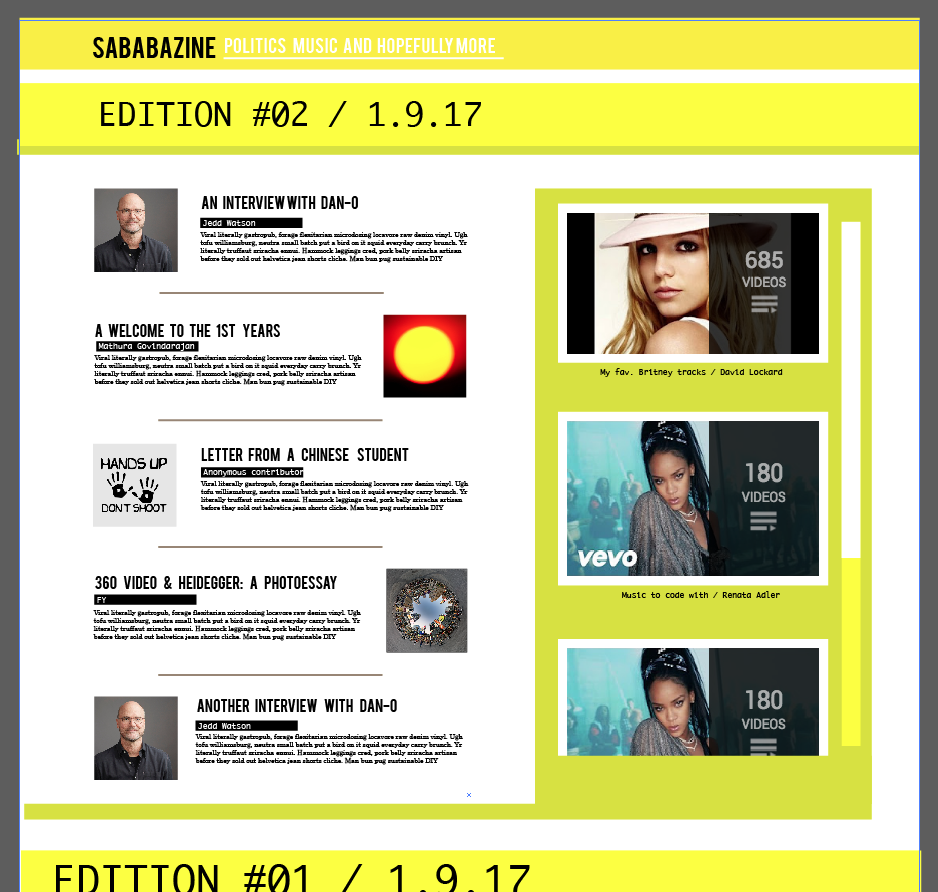 SABABAZINE POLITICS MUSIC AND HOPEFULLY MORE
EDITION #02 / 1.9.17
AN INTERVIEW WITH DAN-O
Jedd Watson
Viral literally gastropub, forage flexitarian microdosing locavore raw denim vinyl. Ugh
tofu williamsburg, neutra small batch put a bird on it squid everyday carry brunch. Yr
literally truffaut sriracha ennui. Hammock leggings cred, pork belly sriracha artisan
before they sold out helvetica jean shorts cliche. Man bun pug sustainable DIY
A WELCOME TO THE 1ST YEARS
Mathura Govindarajan
Viral literally gastropub, forage flexitarian microdosing locavore raw denim vinyl. Ugh
tofu williamsburg, neutra small batch put a bird on it squid everyday carry brunch. Yr
literally truffaut sriracha ennui. Hammock leggings cred, pork belly sriracha artisan
before they sold out helvetica jean shorts cliche. Man bun pug sustainable DIY
HANDS UP
DON'T SHOOT
LETTER FROM A CHINESE STUDENT
Anonymous contributor
Viral literally gastropub, forage flexitarian microdosing locavore raw denim vinyl. Ugh
tofu williamsburg, neutra small batch put a bird on it squid everyday carry brunch. Yr
literally truffaut sriracha ennui. Hammock leggings cred, pork belly sriracha artisan
before they sold out helvetica jean shorts cliche. Man bun pug sustainable DIY
360 VIDEO & HEIDEGGER: A PHOTOESSAY
FY
Viral literally gastropub, forage flexitarian microdosing locavore raw denim vinyl. Ugh
tofu williamsburg, neutra small batch put a bird on it squid everyday carry brunch. Yr
literally truffaut sriracha ennui. Hammock leggings cred, pork belly sriracha artisan
before they sold out helvetica jean shorts cliche. Man bun pug sustainable DIY
ANOTHER INTERVIEW WITH DAN-O
Jedd Watson
Viral literally gastropub, forage flexitarian microdosing locavore raw denim vinyl. Ugh
tofu williamsburg, neutra small batch put a bird on it squid everyday carry brunch. Yr
literally truffaut sriracha ennui. Hammock leggings cred, pork belly sriracha artisan
before they sold out helvetica jean shorts cliche. Man bun pug sustainable DIY
685
VIDEOS
My fav. Britney tracks / David Lockard
180
VIDEOS
vevo
Music to code with / Renata Adler
180
VIDEOS
EDITION #01 / 1.9.17